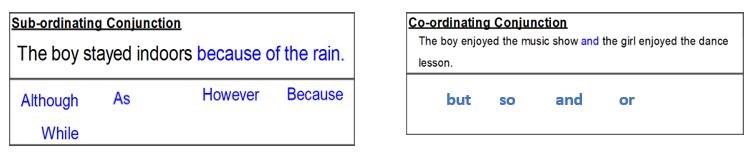 Sub-ordinating Conjunction
The boy stayed indoors because of the rain.
Although As However Because
While
Co-ordinating Conjunction
The boy enjoyed the music show and the girl enjoyed the dance
lesson.
but so and or